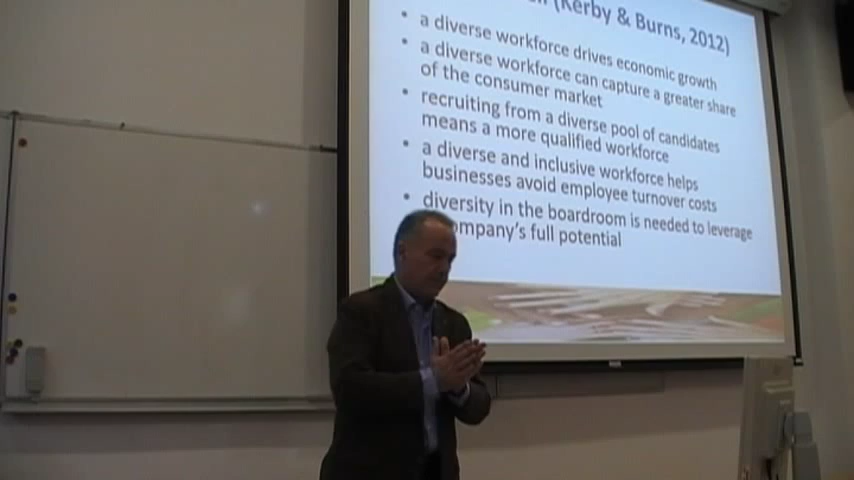 (Kerby & Burns, 2012)
• a diverse workforce drives economic growth
• a diverse workforce can capture a greater share
of the consumer market
• recruiting from a diverse pool of candidates
means a more qualified workforce
• a diverse and inclusive workforce helps
businesses avoid employee turnover costs
• diversity in the boardroom is needed to leverage
company's full potential